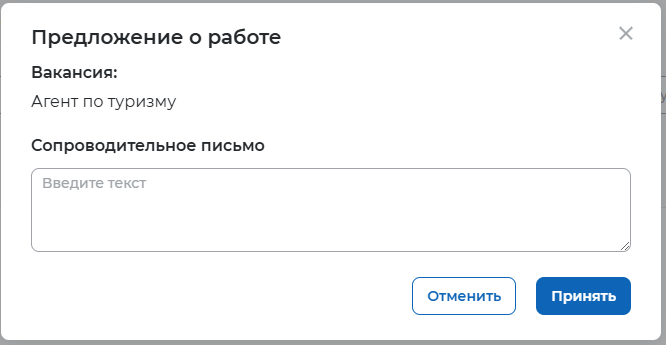 Предложение о работе
Вакансия:
Агент по туризму
Сопроводительное письмо
Введите текст
Отменить
Принять